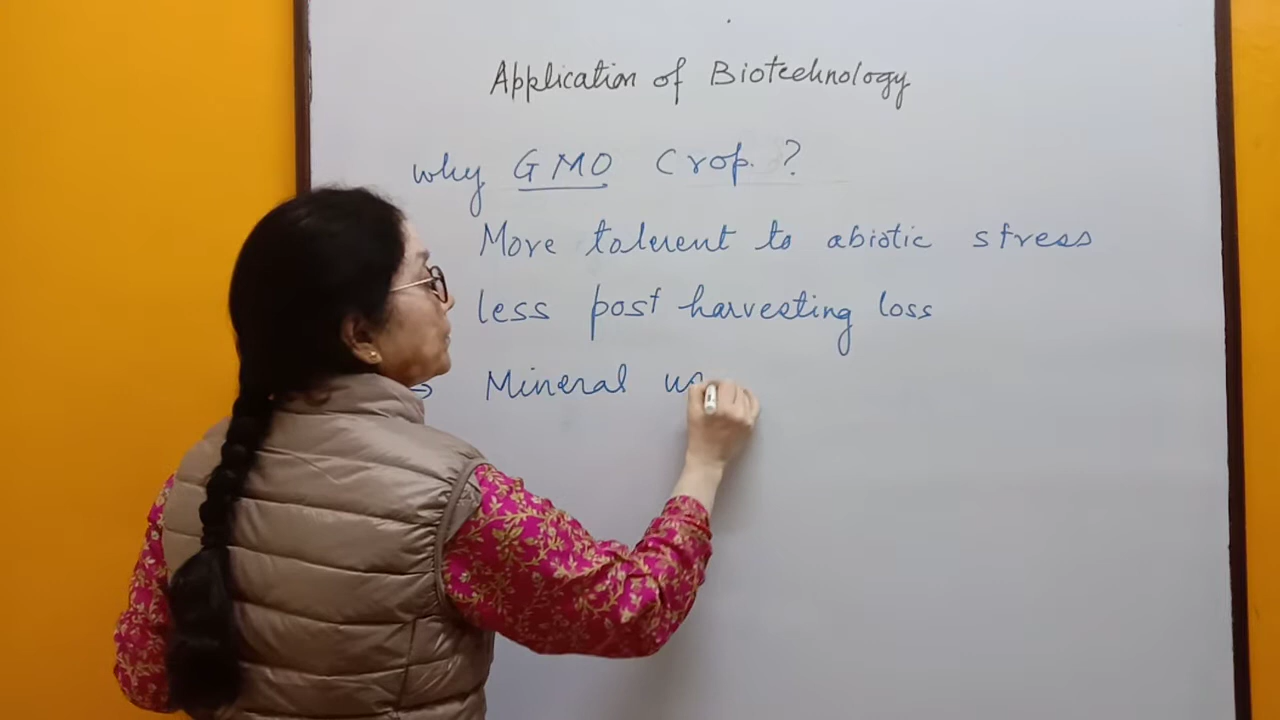 Application of Biotechnology
why GMO Crop. ?
More tolerent to abiotic stress
less post harvesting loss
→ Mineral